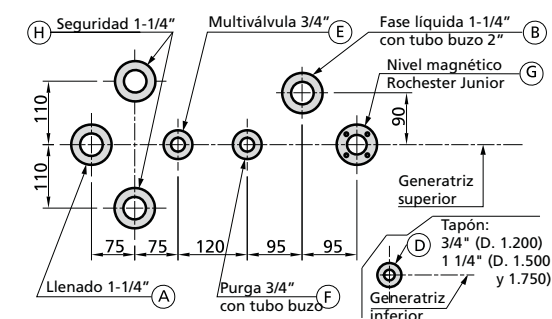 H
Seguridad 1-1/4”
Multiválvula 3/4”
E
Fase líquida 1-1/4”
con tubo buzo 2”
B
Nivel magnético
Rochester Junior
G
110
110
90
Generatriz
superior
75
75
120
95
95
Tapón:
3/4" (D. 1.200)
1 1/4" (D. 1.500
y 1.750)
D
Llenado 1-1/4”
A
Purga 3/4”
con tubo buzo
F
Generatriz
inferior